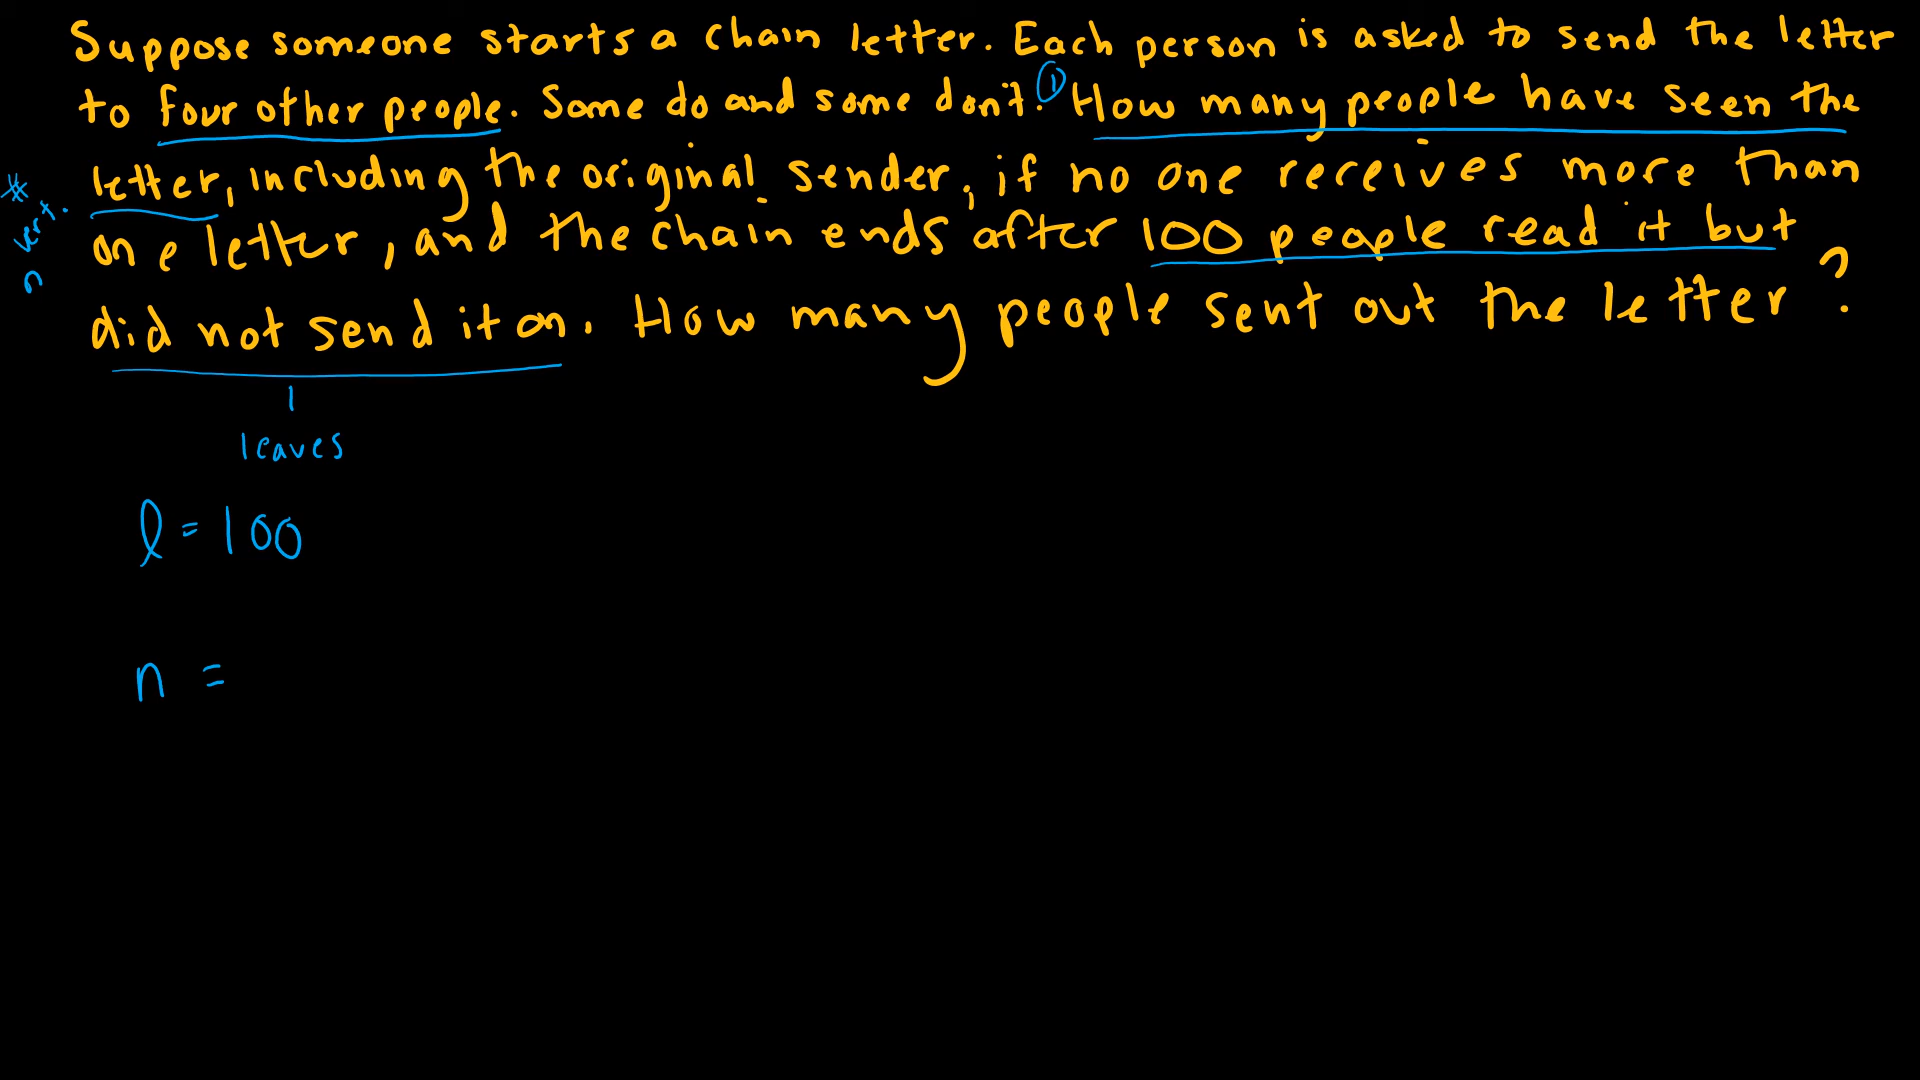 Suppose someone starts a chain letter. Each person is asked to send the letter
to four other people. Some do and some don't. ① How many people have seen the
letter, including the original sender, if no one receives more than
one letter, and the chain ends after 100 people read it but
did not send it on. How many people sent out the letter?
# vert. n
leaves
l = 100
n =